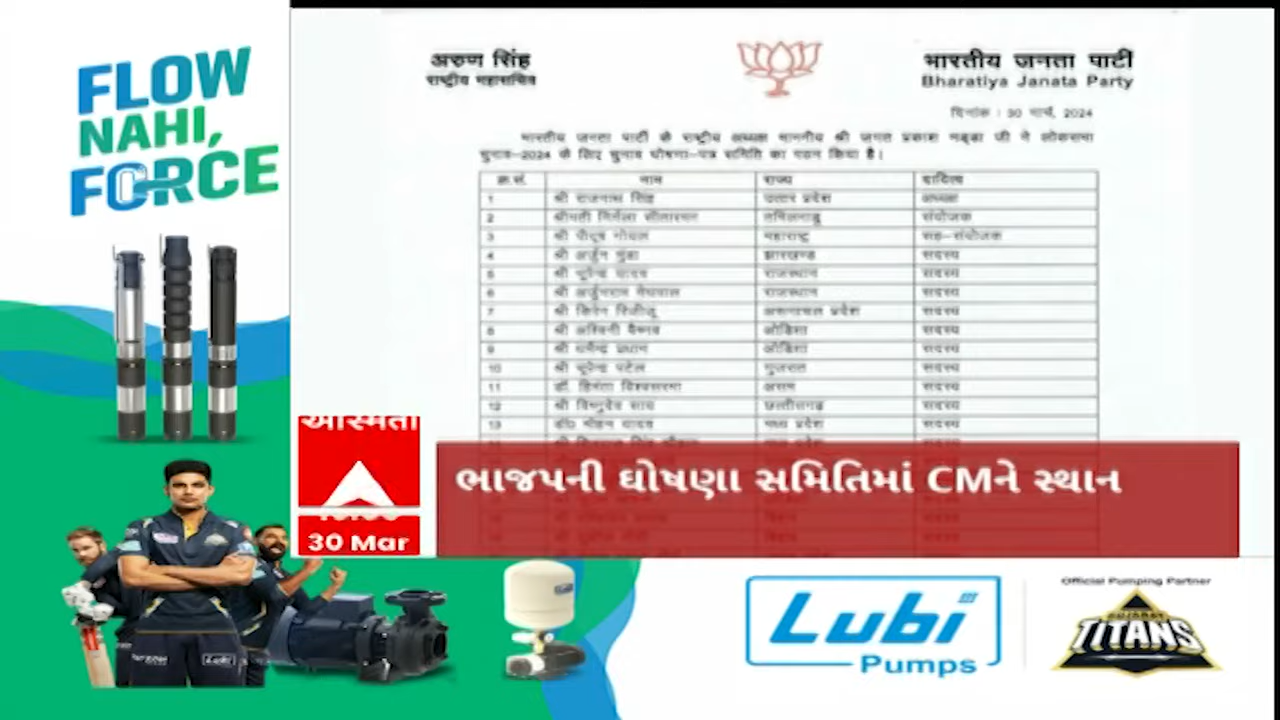 FLOW
NAHI,
FORCE
अरुण सिंह
राष्ट्रीय महासचिव
भारतीय जनता पार्टी
Bharatiya Janata Party
दिनांक : 30 मार्च, 2024
भारतीय जनता पार्टी के राष्ट्रीय अध्यक्ष माननीय श्री जगत प्रकाश नड्डा जी ने लोकसभा
चुनाव-2024 के लिए चुनाव घोषणा-पत्र समिति का गठन किया है।
क्र.सं. नाम राज्य दायित्व
1 श्री राजनाथ सिंह उत्तर प्रदेश अध्यक्ष
2 श्रीमती निर्मला सीतारमण तमिलनाडू संयोजक
3 श्री पीयूष गोयल महाराष्ट्र सह-संयोजक
4 श्री अर्जुन मुंडा झारखण्ड सदस्य
5 श्री भूपेन्द्र यादव राजस्थान सदस्य
6 श्री अर्जुनराम मेघवाल राजस्थान सदस्य
7 श्री किरेन रिजीजू अरूणाचल प्रदेश सदस्य
8 श्री अश्विनी वैष्णव ओडिशा सदस्य
9 श्री धर्मेन्द्र प्रधान ओडिशा सदस्य
10 श्री भूपेन्द्र पटेल गुजरात सदस्य
11 डॉ. हिमंता विश्वसरमा असम सदस्य
12 श्री विष्णुदेव साय छत्तीसगढ़ सदस्य
13 डॉ0 मोहन यादव मध्य प्रदेश सदस्य
અસ્મિતા
30 Mar
ભાજપની ઘોષણા સમિતિમાં CMને સ્થાન
Lubi
Pumps
Official Pumping Partner
GUJARAT
TITANS
Lubi